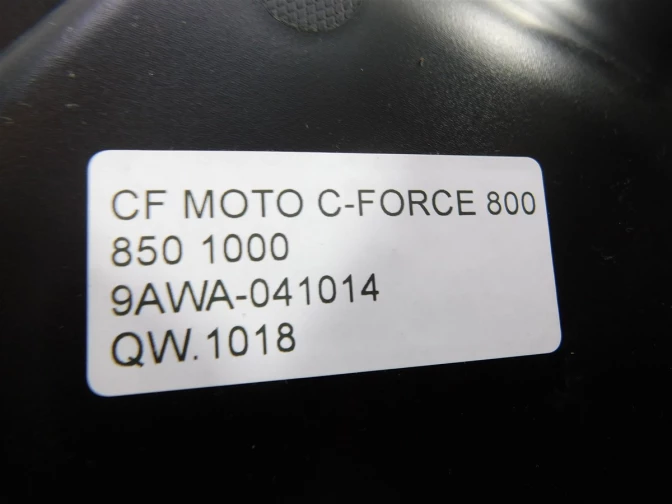 CF MOTO C-FORCE 800
850 1000
9AWA-041014
QW.1018